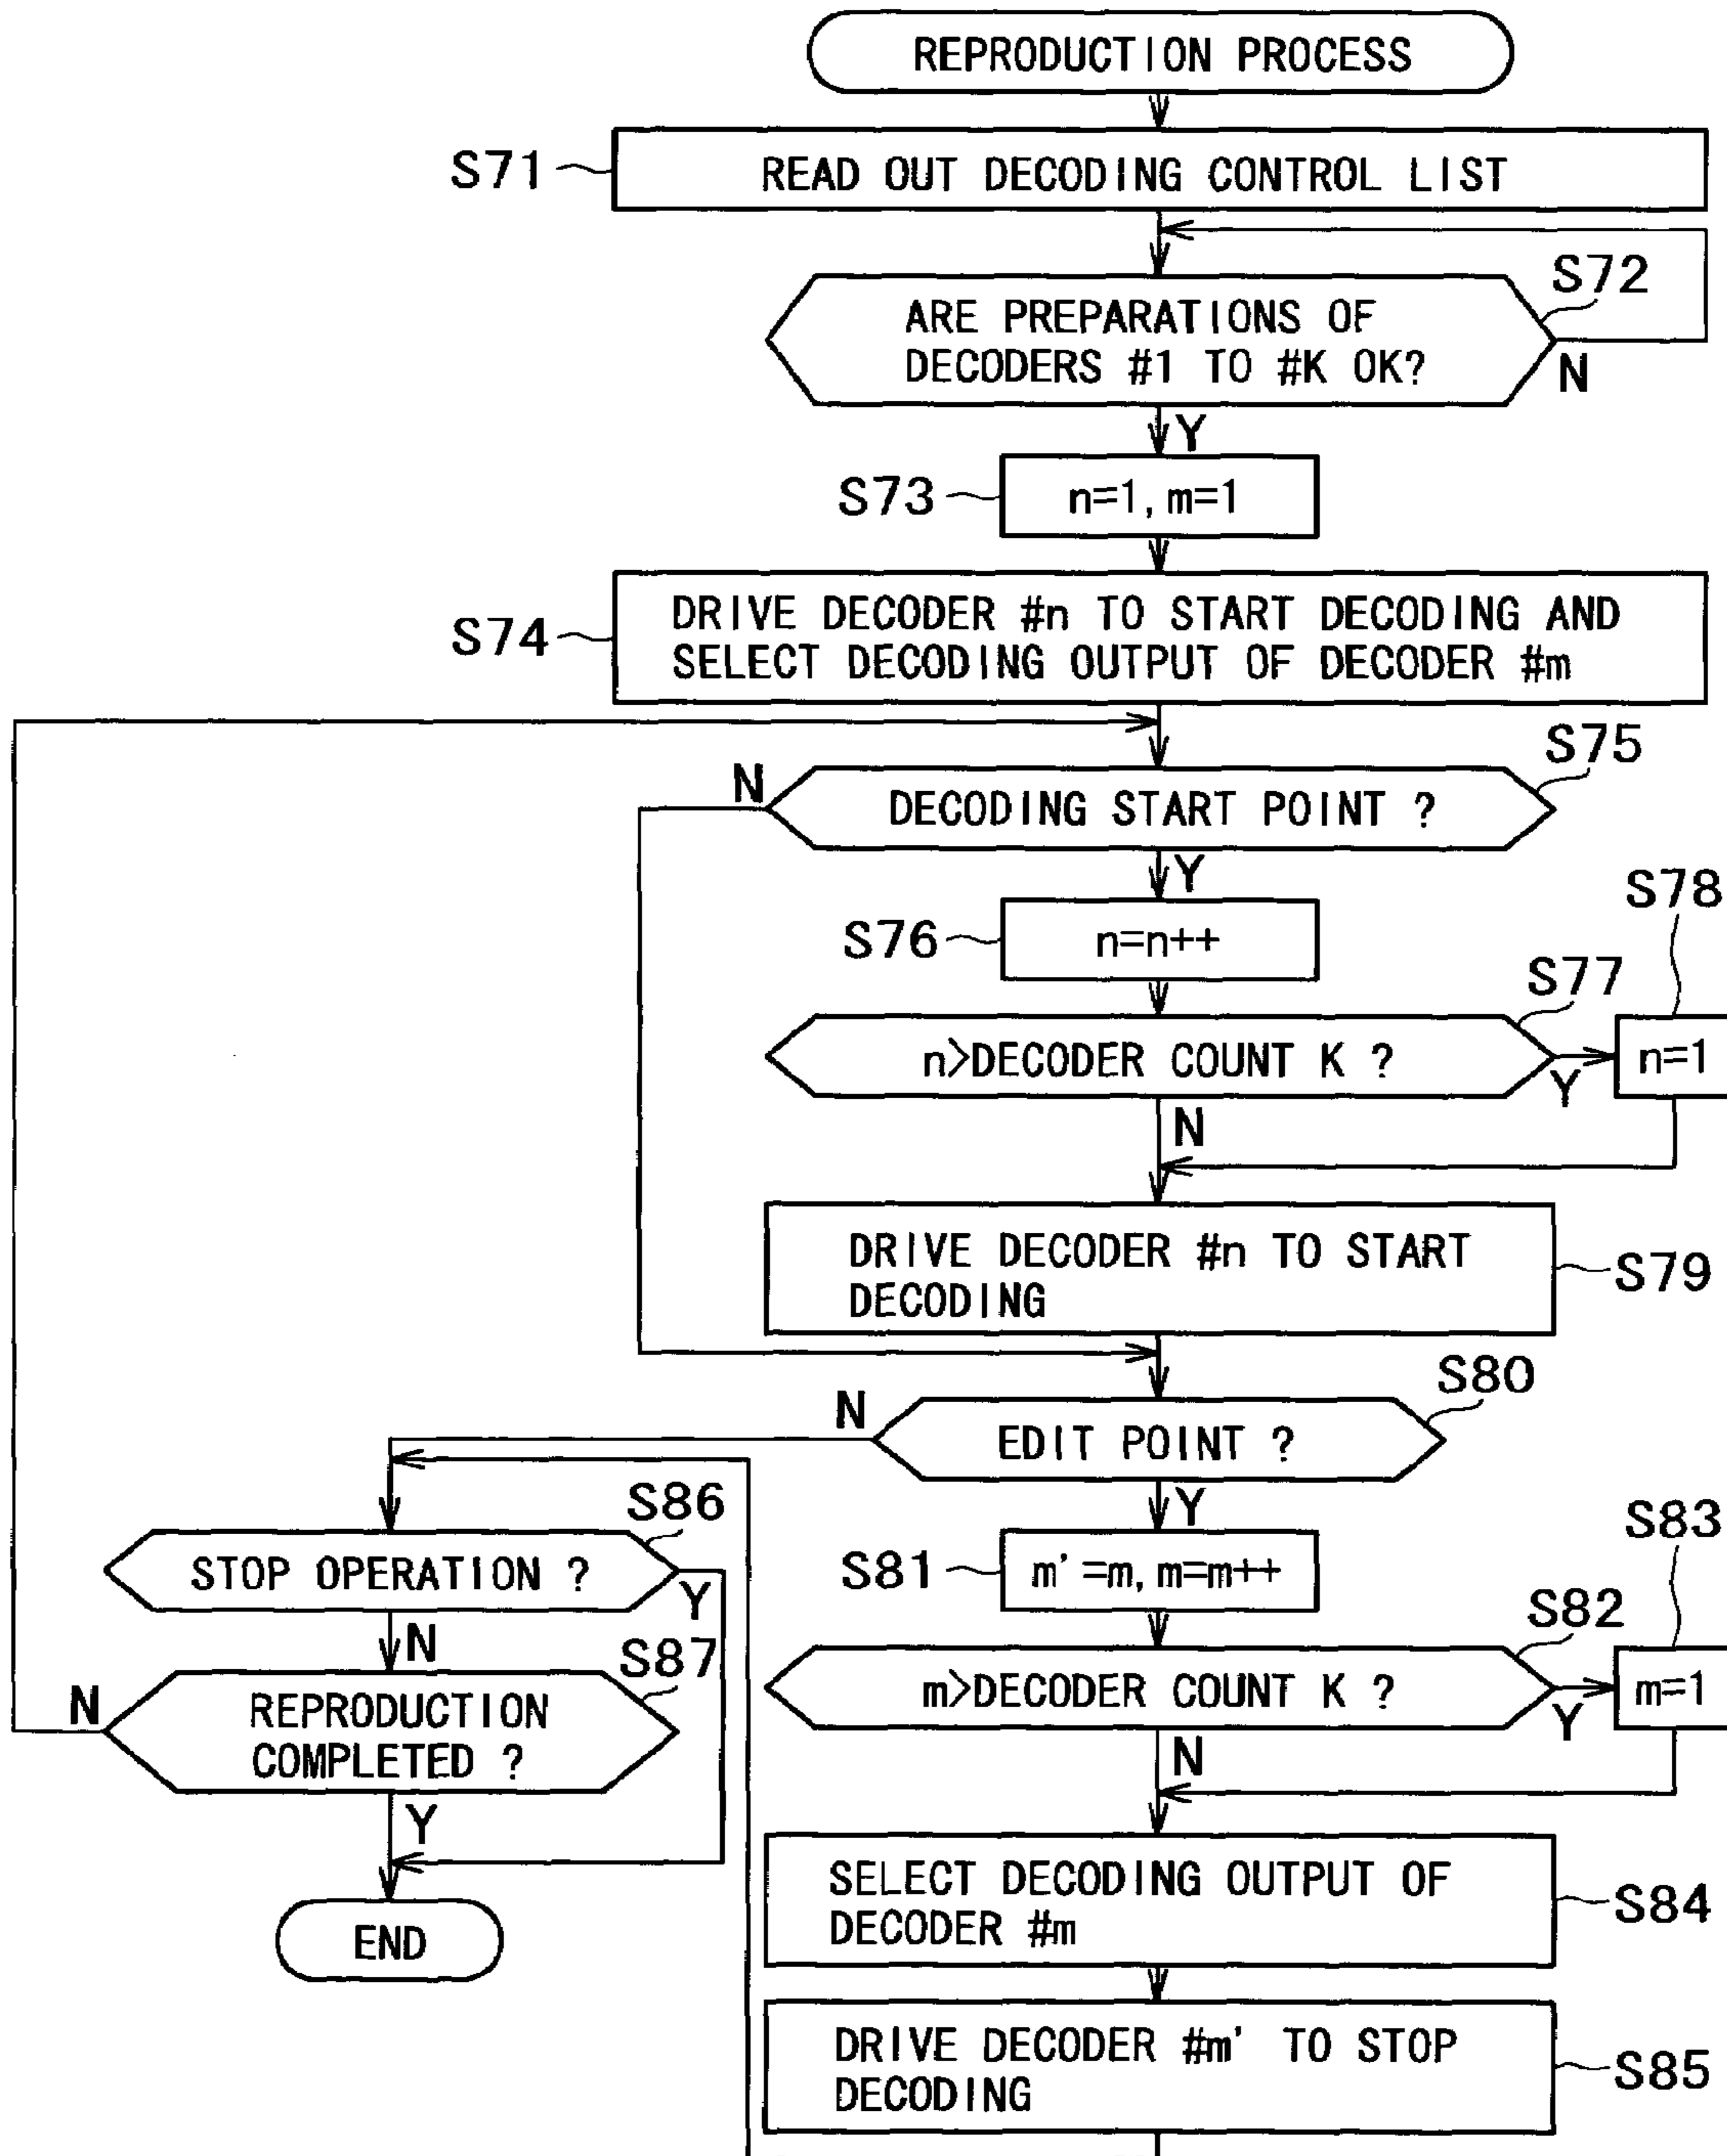 REPRODUCTION PROCESS
S71
READ OUT DECODING CONTROL LIST
S72
ARE PREPARATIONS OF
DECODERS #1 TO #K OK?
N
Y
S73
n=1, m=1
S74
DRIVE DECODER #n TO START DECODING AND
SELECT DECODING OUTPUT OF DECODER #m
S75
N
DECODING START POINT ?
Y
S76
n=n++
S78
S77
n>DECODER COUNT K ?
Y
n=1
N
DRIVE DECODER #n TO START
DECODING
S79
S80
N
EDIT POINT ?
Y
S86
STOP OPERATION ?
Y
N
S81
m'=m, m=m++
S83
S82
m>DECODER COUNT K ?
Y
m=1
N
S87
N
REPRODUCTION
COMPLETED ?
Y
END
SELECT DECODING OUTPUT OF
DECODER #m
S84
DRIVE DECODER #m' TO STOP
DECODING
S85